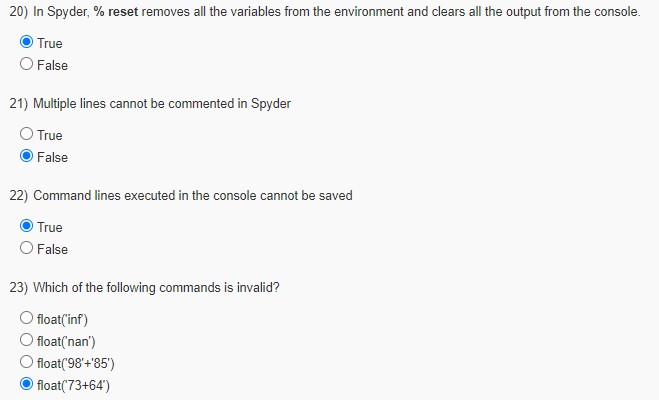 20) In Spyder, % reset removes all the variables from the environment and clears all the output from the console.
True
False
21) Multiple lines cannot be commented in Spyder
True
False
22) Command lines executed in the console cannot be saved
True
False
23) Which of the following commands is invalid?
float('inf')
float('nan')
float('98'+'85')
float('73+64')